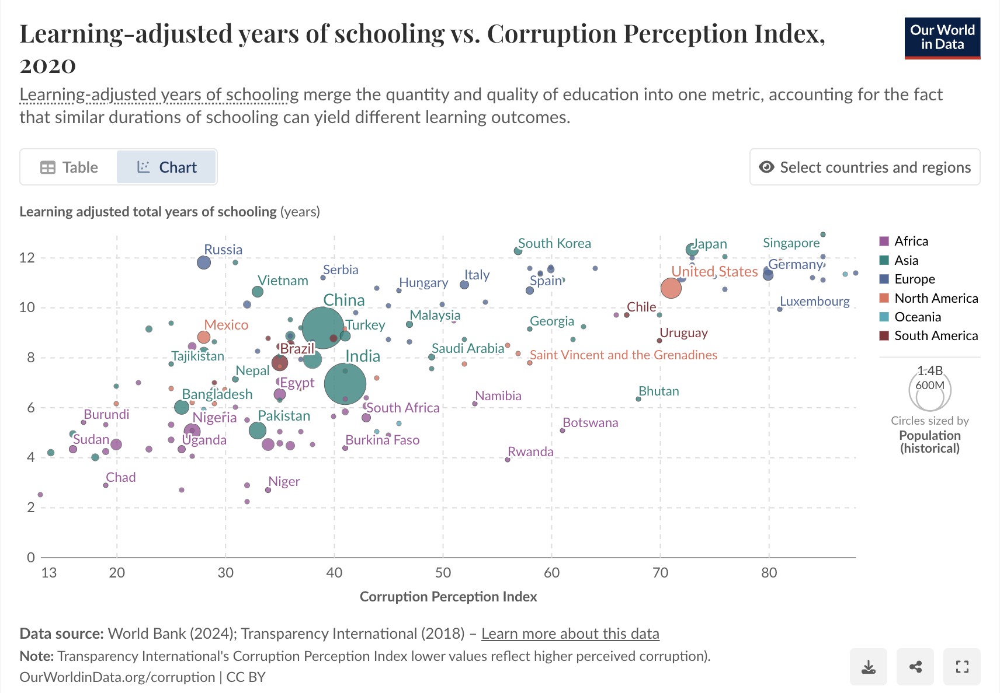 Learning-adjusted years of schooling vs. Corruption Perception Index,
2020
Our World
in Data
Learning-adjusted years of schooling merge the quantity and quality of education into one metric, accounting for the fact
that similar durations of schooling can yield different learning outcomes.
Table
Chart
Select countries and regions
Learning adjusted total years of schooling (years)
12
10
8
6
4
2
0
13
20
30
40
50
60
70
80
Corruption Perception Index
Russia
South Korea
Japan
Singapore
Serbia
Germany
Vietnam
Hungary
Italy
Spain
United States
China
Luxembourg
Chile
Malaysia
Georgia
Mexico
Turkey
Uruguay
Brazil
Saudi Arabia
Tajikistan
India
Saint Vincent and the Grenadines
Nepal
Egypt
Bangladesh
Namibia
Bhutan
South Africa
Burundi
Nigeria
Pakistan
Botswana
Sudan
Uganda
Burkina Faso
Rwanda
Chad
Niger
Africa
Asia
Europe
North America
Oceania
South America
1.4B
600M
Circles sized by
Population
(historical)
Data source: World Bank (2024); Transparency International (2018) – Learn more about this data
Note: Transparency International's Corruption Perception Index lower values reflect higher perceived corruption).
OurWorldinData.org/corruption | CC BY